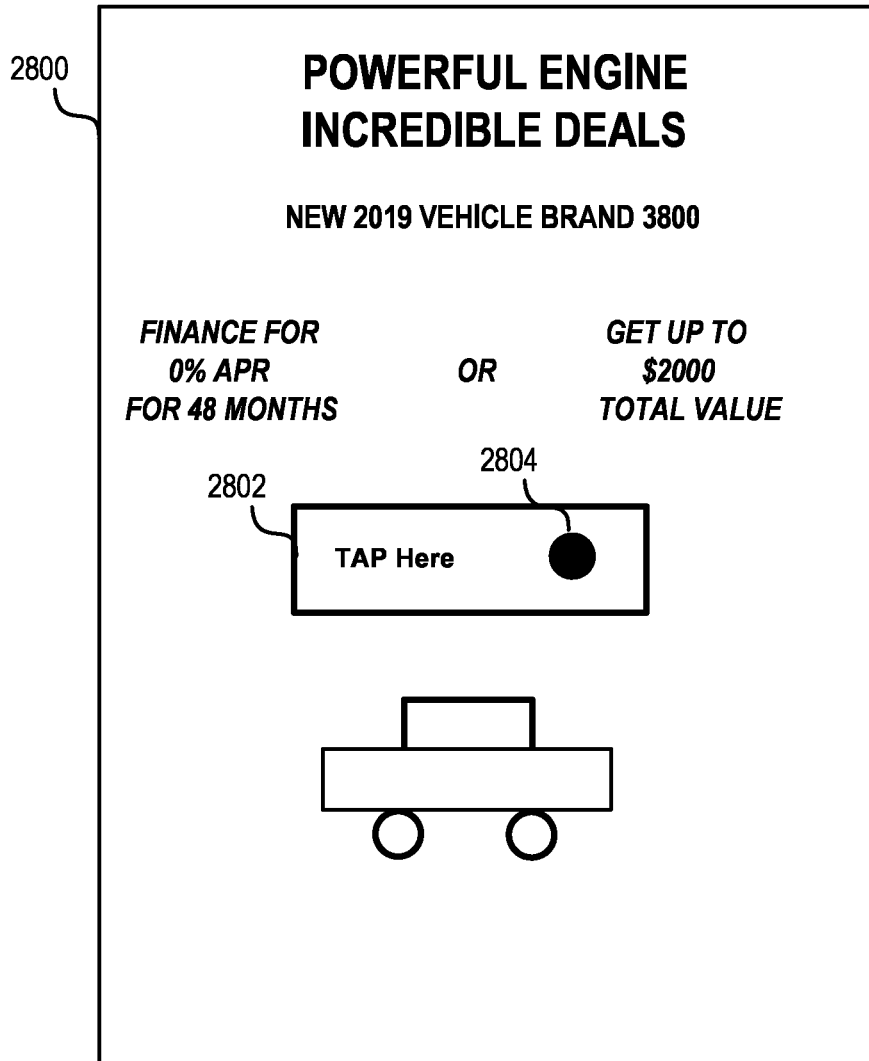 2800
POWERFUL ENGINE
INCREDIBLE DEALS
NEW 2019 VEHICLE BRAND 3800
FINANCE FOR
0% APR
FOR 48 MONTHS
OR
GET UP TO
$2000
TOTAL VALUE
2802
2804
TAP Here